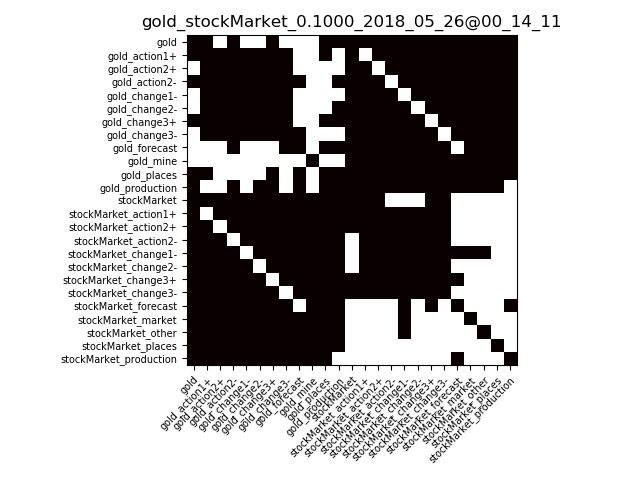 gold_stockMarket_0.1000_2018_05_26@00_14_11
gold
gold_action1+
gold_action2+
gold_action2-
gold_change1-
gold_change2-
gold_change3+
gold_change3-
gold_forecast
gold_mine
gold_places
gold_production
stockMarket
stockMarket_action1+
stockMarket_action2+
stockMarket_action2-
stockMarket_change1-
stockMarket_change2-
stockMarket_change3+
stockMarket_change3-
stockMarket_forecast
stockMarket_market
stockMarket_other
stockMarket_places
stockMarket_production
gold
gold_action1+
gold_action2+
gold_action2-
gold_change1-
gold_change2-
gold_change3+
gold_change3-
gold_forecast
gold_mine
gold_places
gold_production
stockMarket
stockMarket_action1+
stockMarket_action2+
stockMarket_action2-
stockMarket_change1-
stockMarket_change2-
stockMarket_change3+
stockMarket_change3-
stockMarket_forecast
stockMarket_market
stockMarket_other
stockMarket_places
stockMarket_production